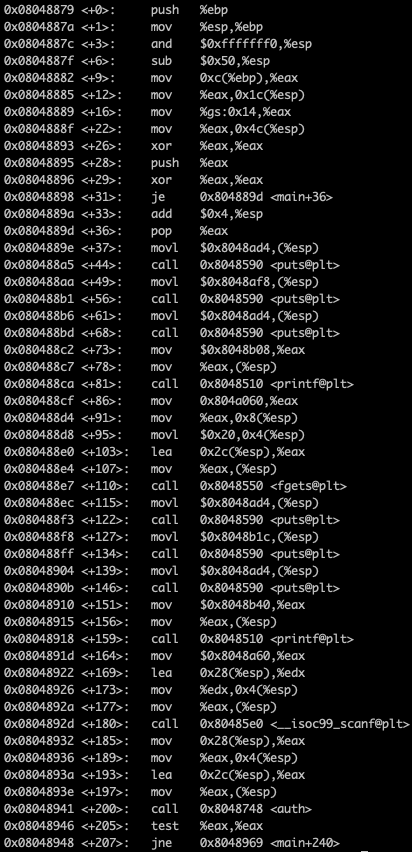 0x08048879 <+0>: push %ebp
0x0804887a <+1>: mov %esp,%ebp
0x0804887c <+3>: and $0xfffffff0,%esp
0x0804887f <+6>: sub $0x50,%esp
0x08048882 <+9>: mov 0xc(%ebp),%eax
0x08048885 <+12>: mov %eax,0x1c(%esp)
0x08048889 <+16>: mov %gs:0x14,%eax
0x0804888f <+22>: mov %eax,0x4c(%esp)
0x08048893 <+26>: xor %eax,%eax
0x08048895 <+28>: push %eax
0x08048896 <+29>: xor %eax,%eax
0x08048898 <+31>: je 0x804889d <main+36>
0x0804889a <+33>: add $0x4,%esp
0x0804889d <+36>: pop %eax
0x0804889e <+37>: movl $0x8048ad4,(%esp)
0x080488a5 <+44>: call 0x8048590 <puts@plt>
0x080488aa <+49>: movl $0x8048af8,(%esp)
0x080488b1 <+56>: call 0x8048590 <puts@plt>
0x080488b6 <+61>: movl $0x8048ad4,(%esp)
0x080488bd <+68>: call 0x8048590 <puts@plt>
0x080488c2 <+73>: mov $0x8048b08,%eax
0x080488c7 <+78>: mov %eax,(%esp)
0x080488ca <+81>: call 0x8048510 <printf@plt>
0x080488cf <+86>: mov 0x804a060,%eax
0x080488d4 <+91>: mov %eax,0x8(%esp)
0x080488d8 <+95>: movl $0x20,0x4(%esp)
0x080488e0 <+103>: lea 0x2c(%esp),%eax
0x080488e4 <+107>: mov %eax,(%esp)
0x080488e7 <+110>: call 0x8048550 <fgets@plt>
0x080488ec <+115>: movl $0x8048ad4,(%esp)
0x080488f3 <+122>: call 0x8048590 <puts@plt>
0x080488f8 <+127>: movl $0x8048b1c,(%esp)
0x080488ff <+134>: call 0x8048590 <puts@plt>
0x08048904 <+139>: movl $0x8048ad4,(%esp)
0x0804890b <+146>: call 0x8048590 <puts@plt>
0x08048910 <+151>: mov $0x8048b40,%eax
0x08048915 <+156>: mov %eax,(%esp)
0x08048918 <+159>: call 0x8048510 <printf@plt>
0x0804891d <+164>: mov $0x8048a60,%eax
0x08048922 <+169>: lea 0x28(%esp),%edx
0x08048926 <+173>: mov %edx,0x4(%esp)
0x0804892a <+177>: mov %eax,(%esp)
0x0804892d <+180>: call 0x80485e0 <__isoc99_scanf@plt>
0x08048932 <+185>: mov 0x28(%esp),%eax
0x08048936 <+189>: mov %eax,0x4(%esp)
0x0804893a <+193>: lea 0x2c(%esp),%eax
0x0804893e <+197>: mov %eax,(%esp)
0x08048941 <+200>: call 0x8048748 <auth>
0x08048946 <+205>: test %eax,%eax
0x08048948 <+207>: jne 0x8048969 <main+240>